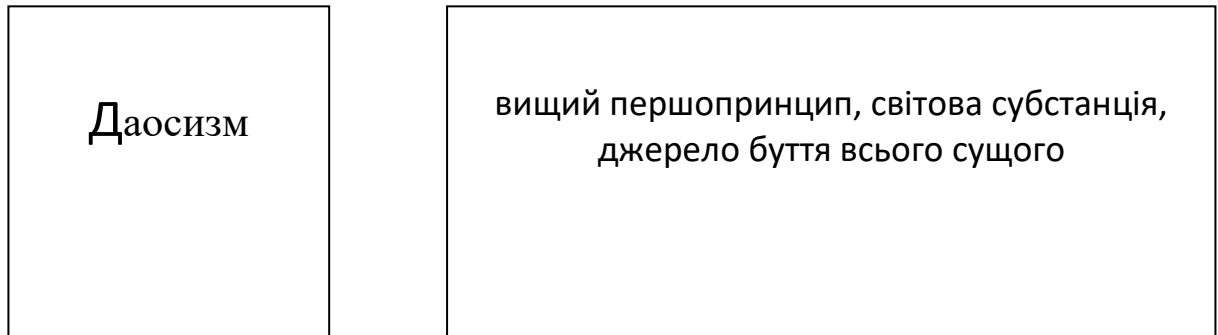 Даосизм
вищий першопринцип, світова субстанція,
джерело буття всього сущого